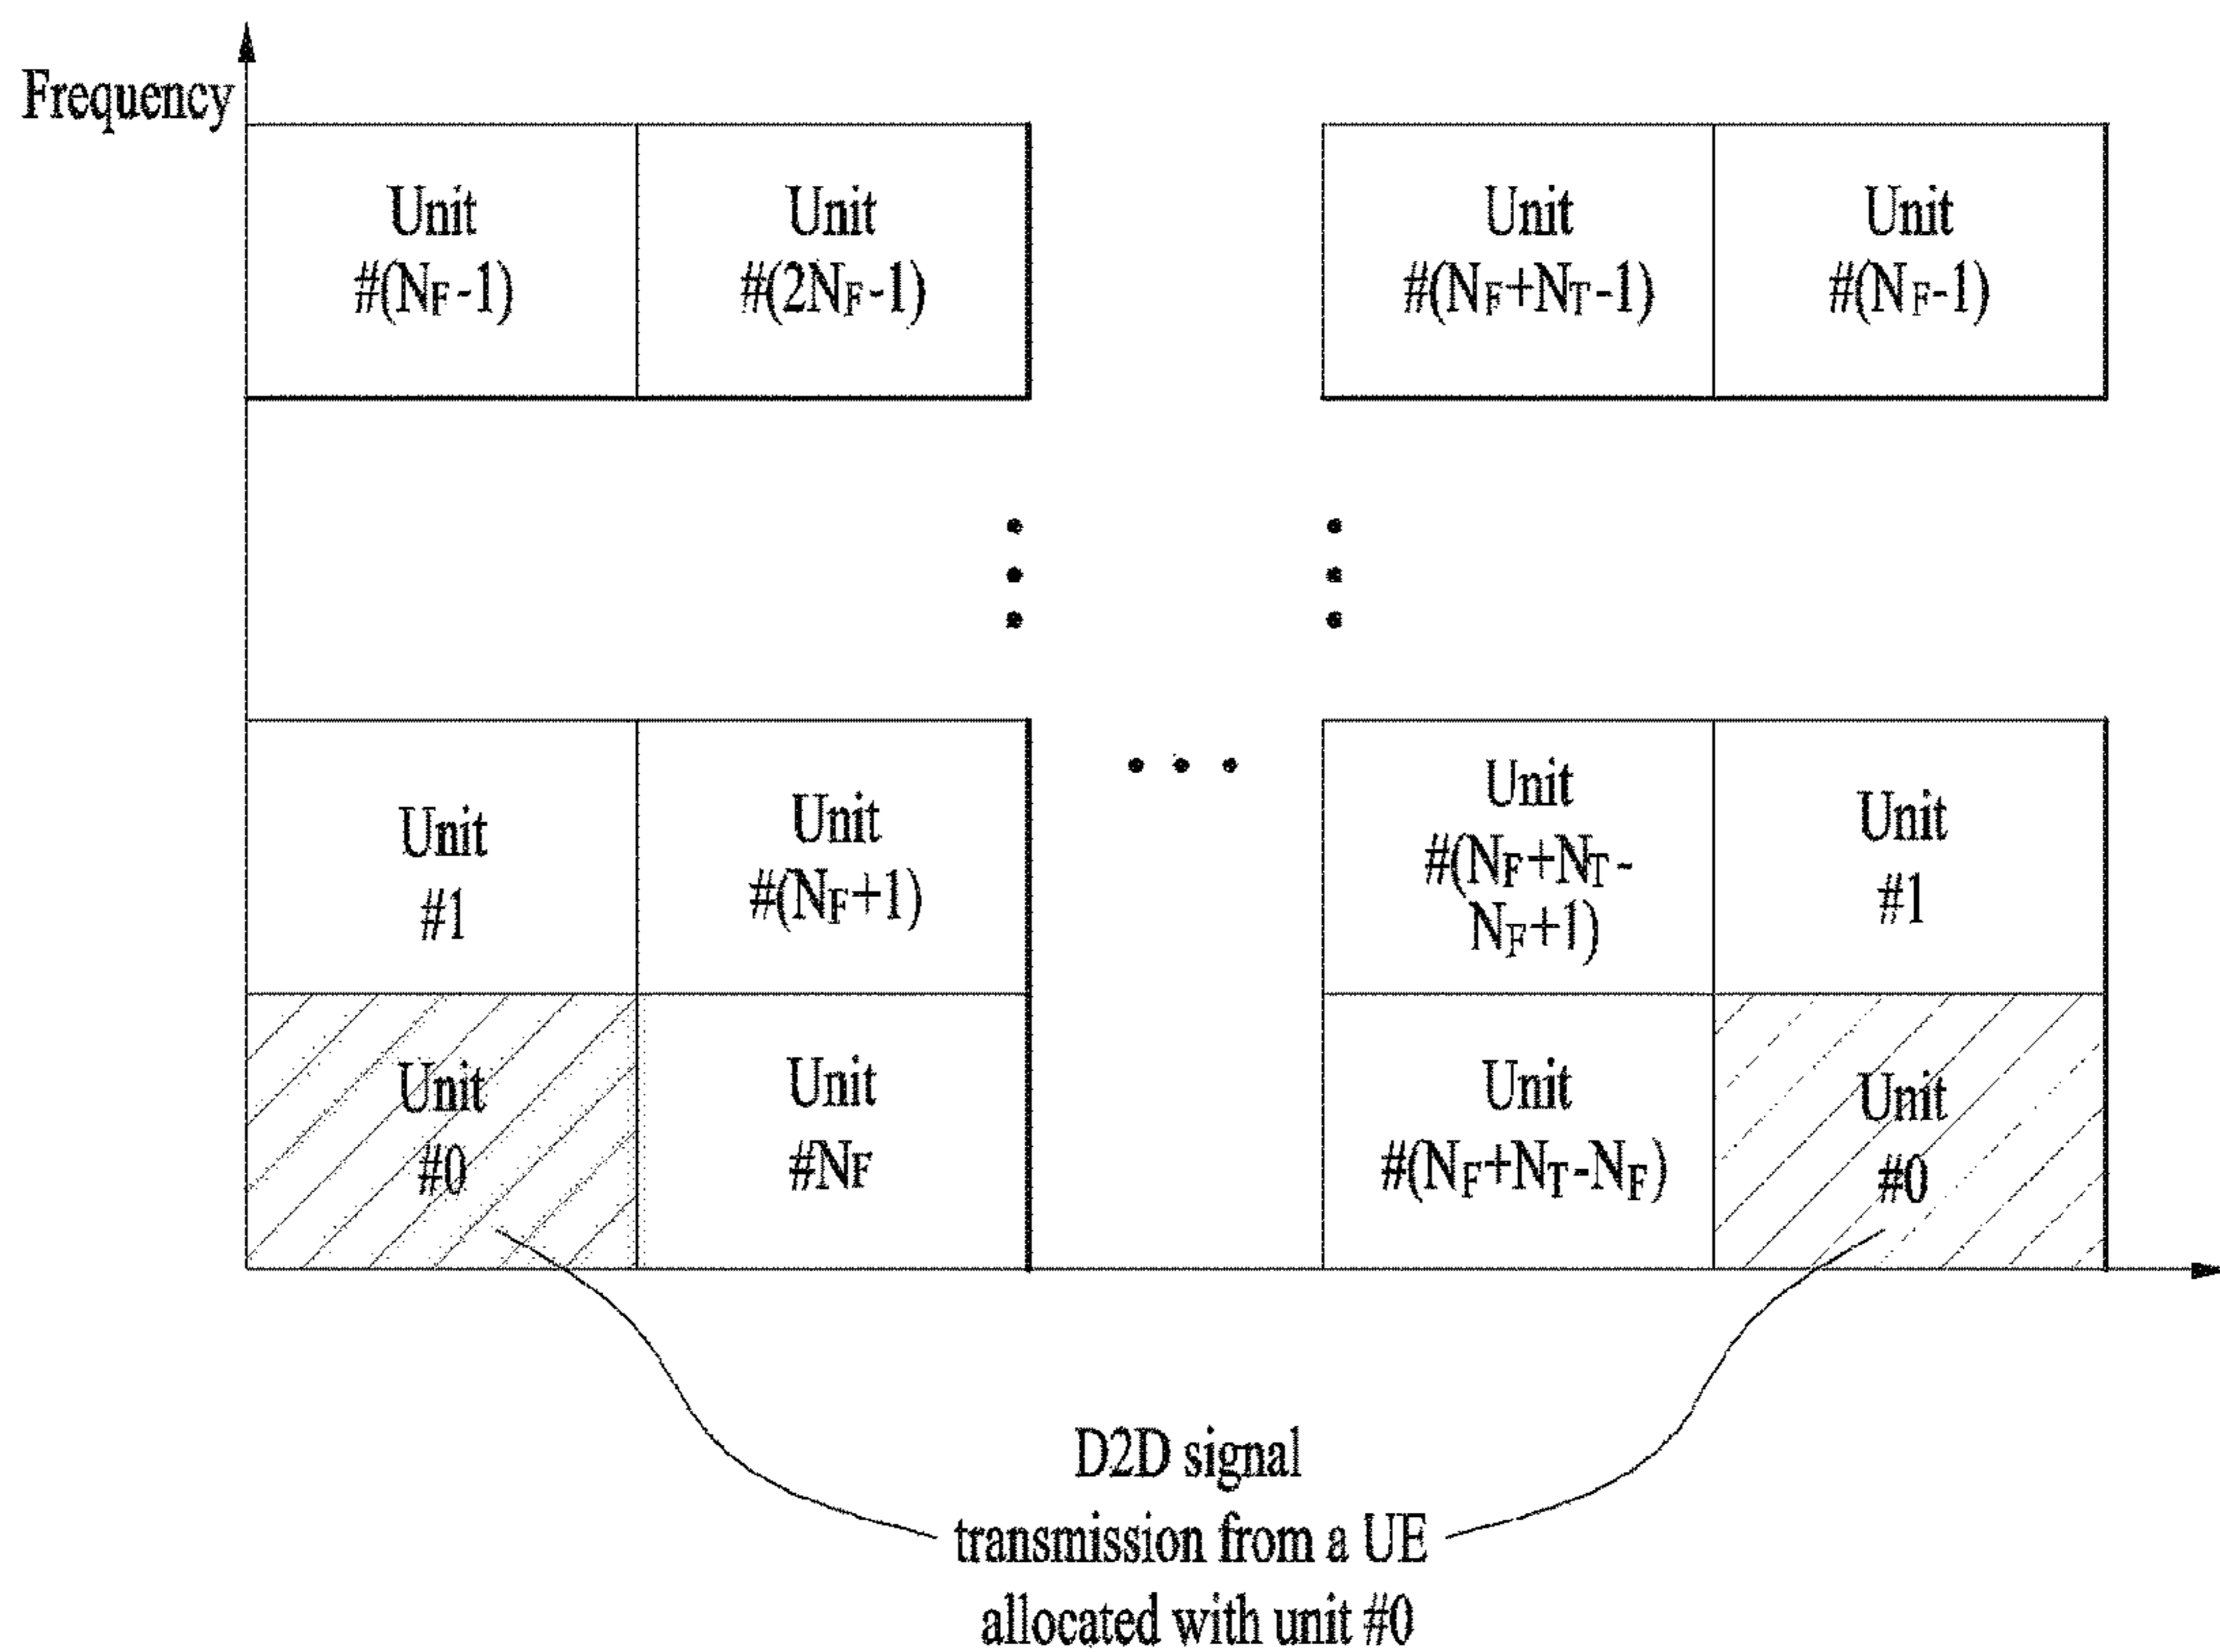 Frequency
Unit
#(NF-1)
Unit
#(2NF-1)
Unit
#(NF+NT-1)
Unit
#(NF-1)
Unit
#1
Unit
#(NF+1)
Unit
#(NF+NT-
NF+1)
Unit
#1
Unit
#0
Unit
#NF
Unit
#(NF+NT-NF)
Unit
#0
D2D signal
transmission from a UE
allocated with unit #0